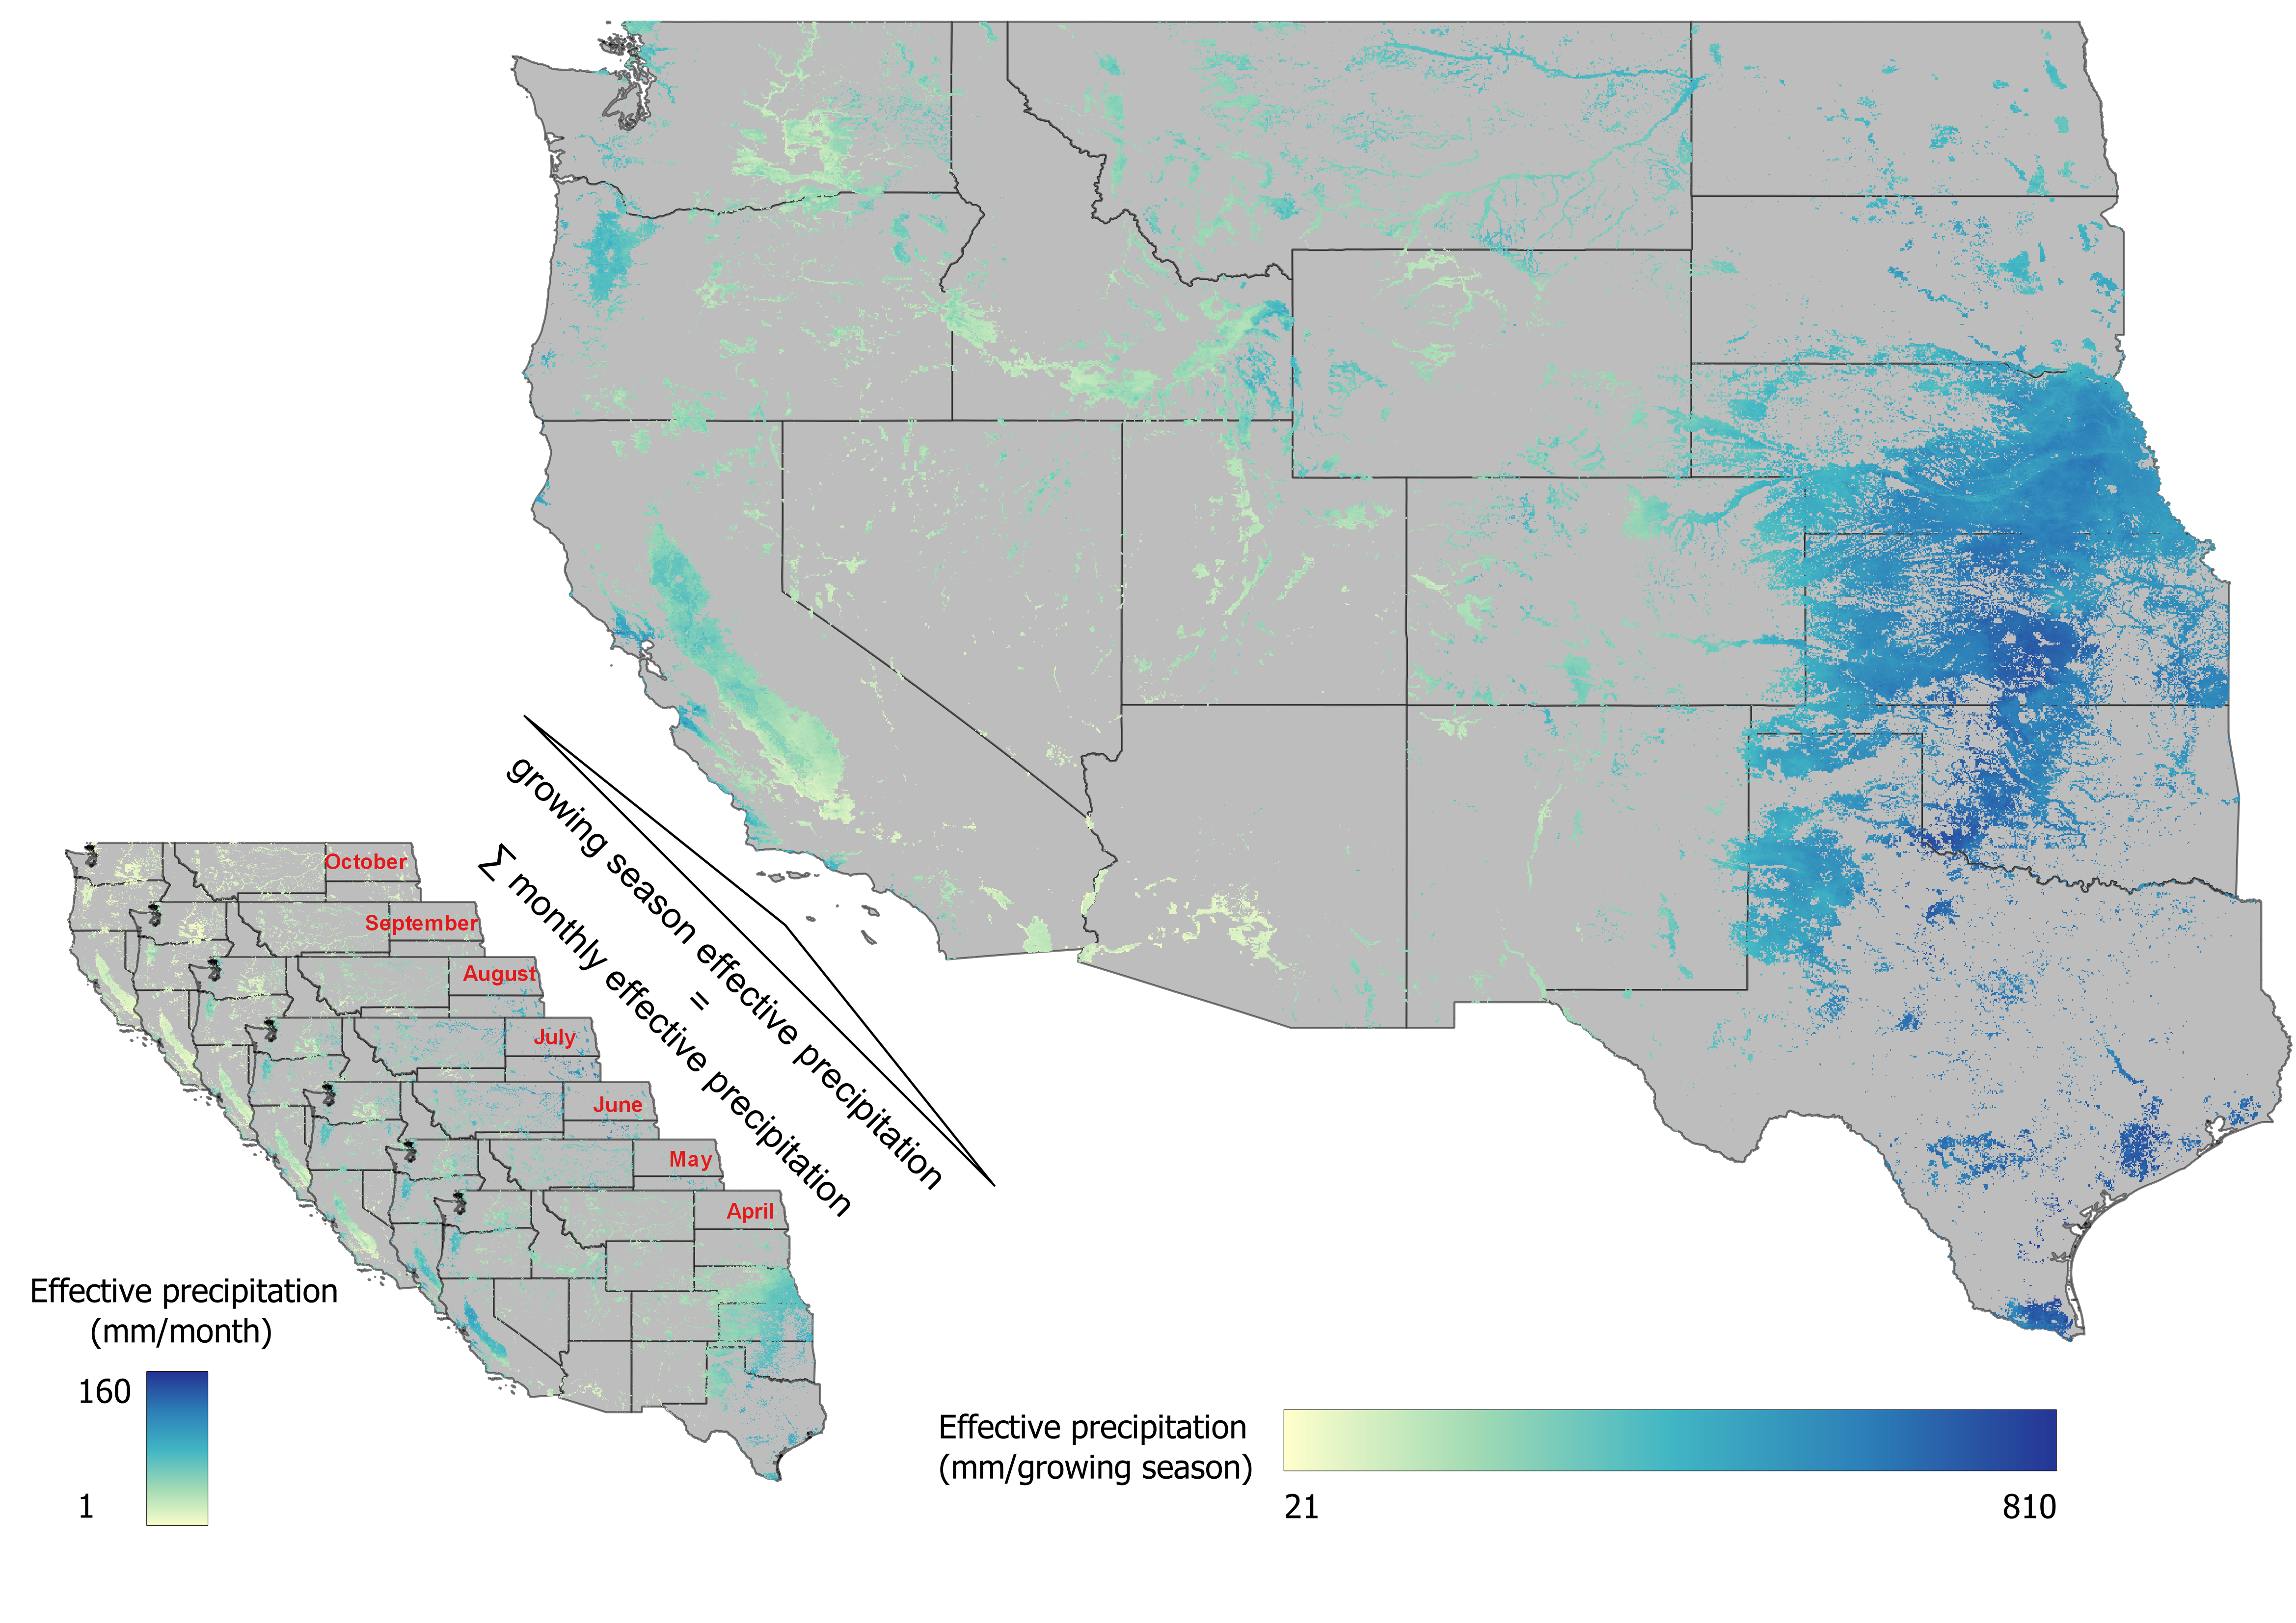 growing season effective precipitation
=
∑ monthly effective precipitation
October
September
August
July
June
May
April
Effective precipitation
(mm/month)
160
1
Effective precipitation
(mm/growing season)
21
810